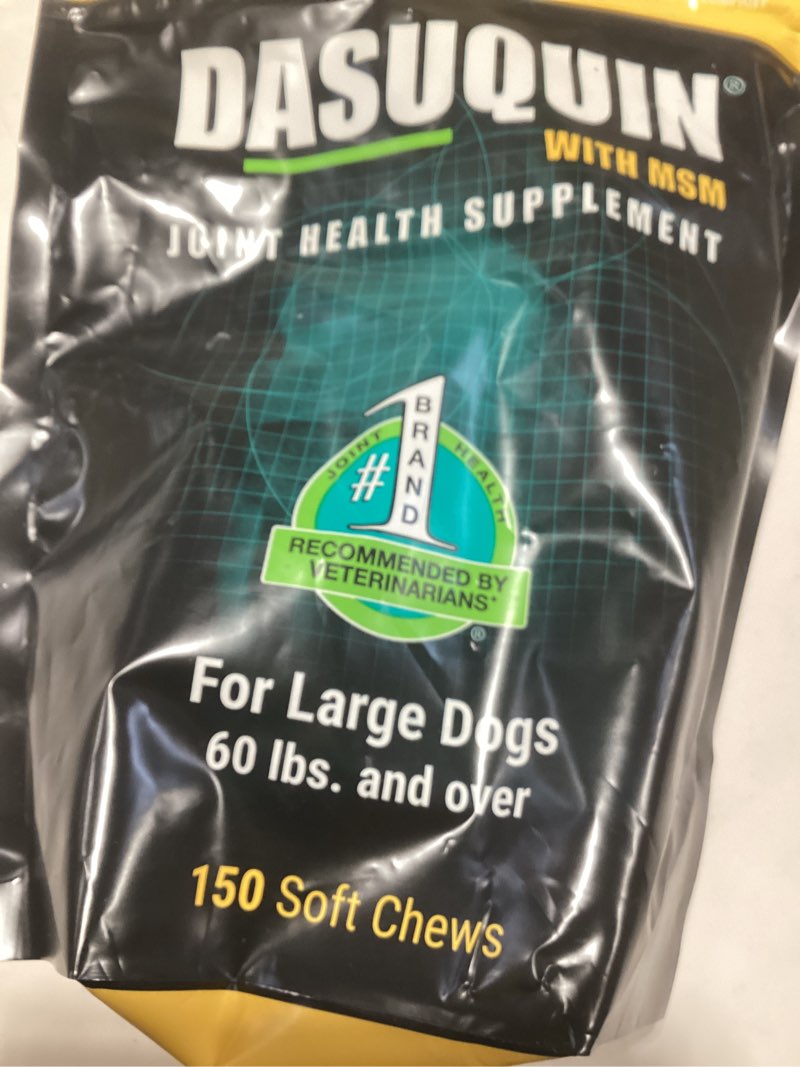 DASUQUIN®
WITH MSM
JOINT HEALTH SUPPLEMENT
JOINT HEALTH
#1
BRAND
RECOMMENDED BY
VETERINARIANS*
®
For Large Dogs
60 lbs. and over
150 Soft Chews